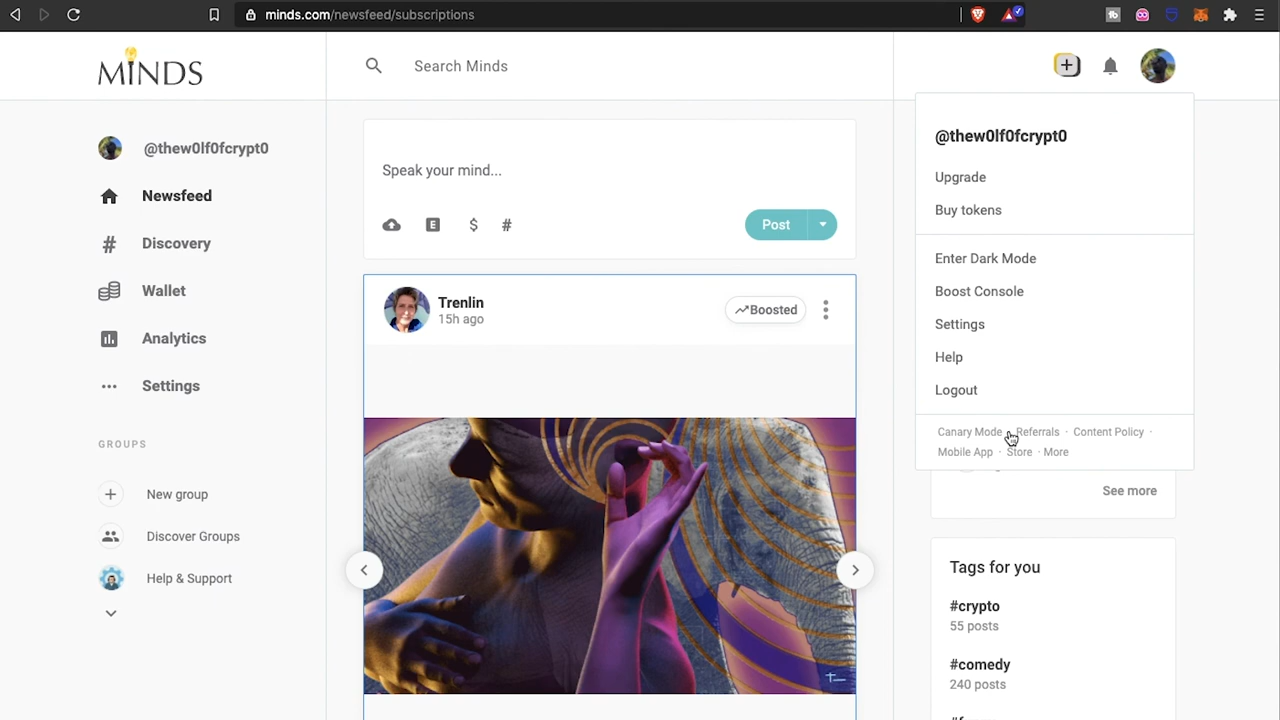 minds.com/newsfeed/subscriptions
MINDS
Search Minds
@thew0lf0fcrypt0
Newsfeed
Discovery
Wallet
Analytics
Settings
GROUPS
New group
Discover Groups
Help & Support
Speak your mind...
E
$
#
Post
Trenlin
15h ago
Boosted
@thew0lf0fcrypt0
Upgrade
Buy tokens
Enter Dark Mode
Boost Console
Settings
Help
Logout
Canary Mode · Referrals · Content Policy ·
Mobile App · Store · More
See more
Tags for you
#crypto
55 posts
#comedy
240 posts